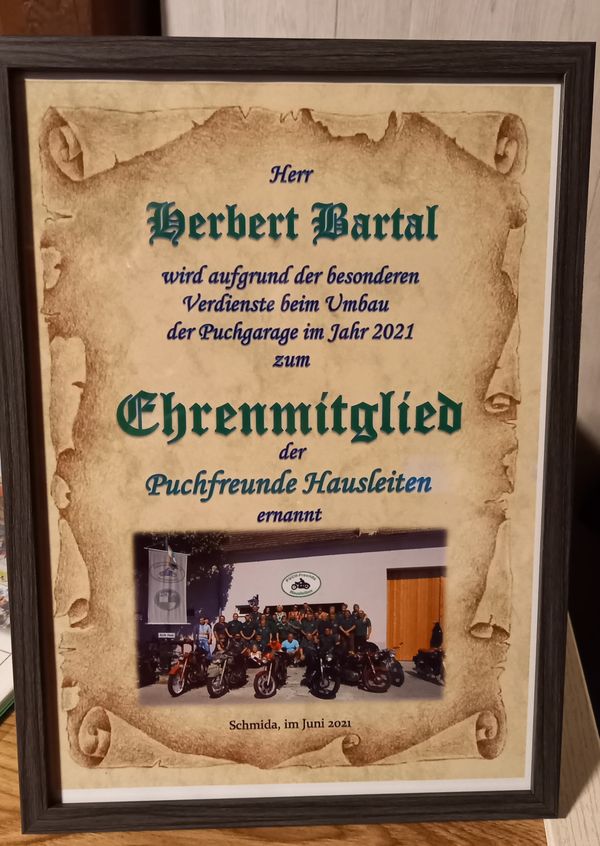 Herr
Herbert Bartal
wird aufgrund der besonderen
Verdienste beim Umbau
der Puchgarage im Jahr 2021
zum
Ehrenmitglied
der
Puchfreunde Hausleiten
ernannt
Schmida, im Juni 2021